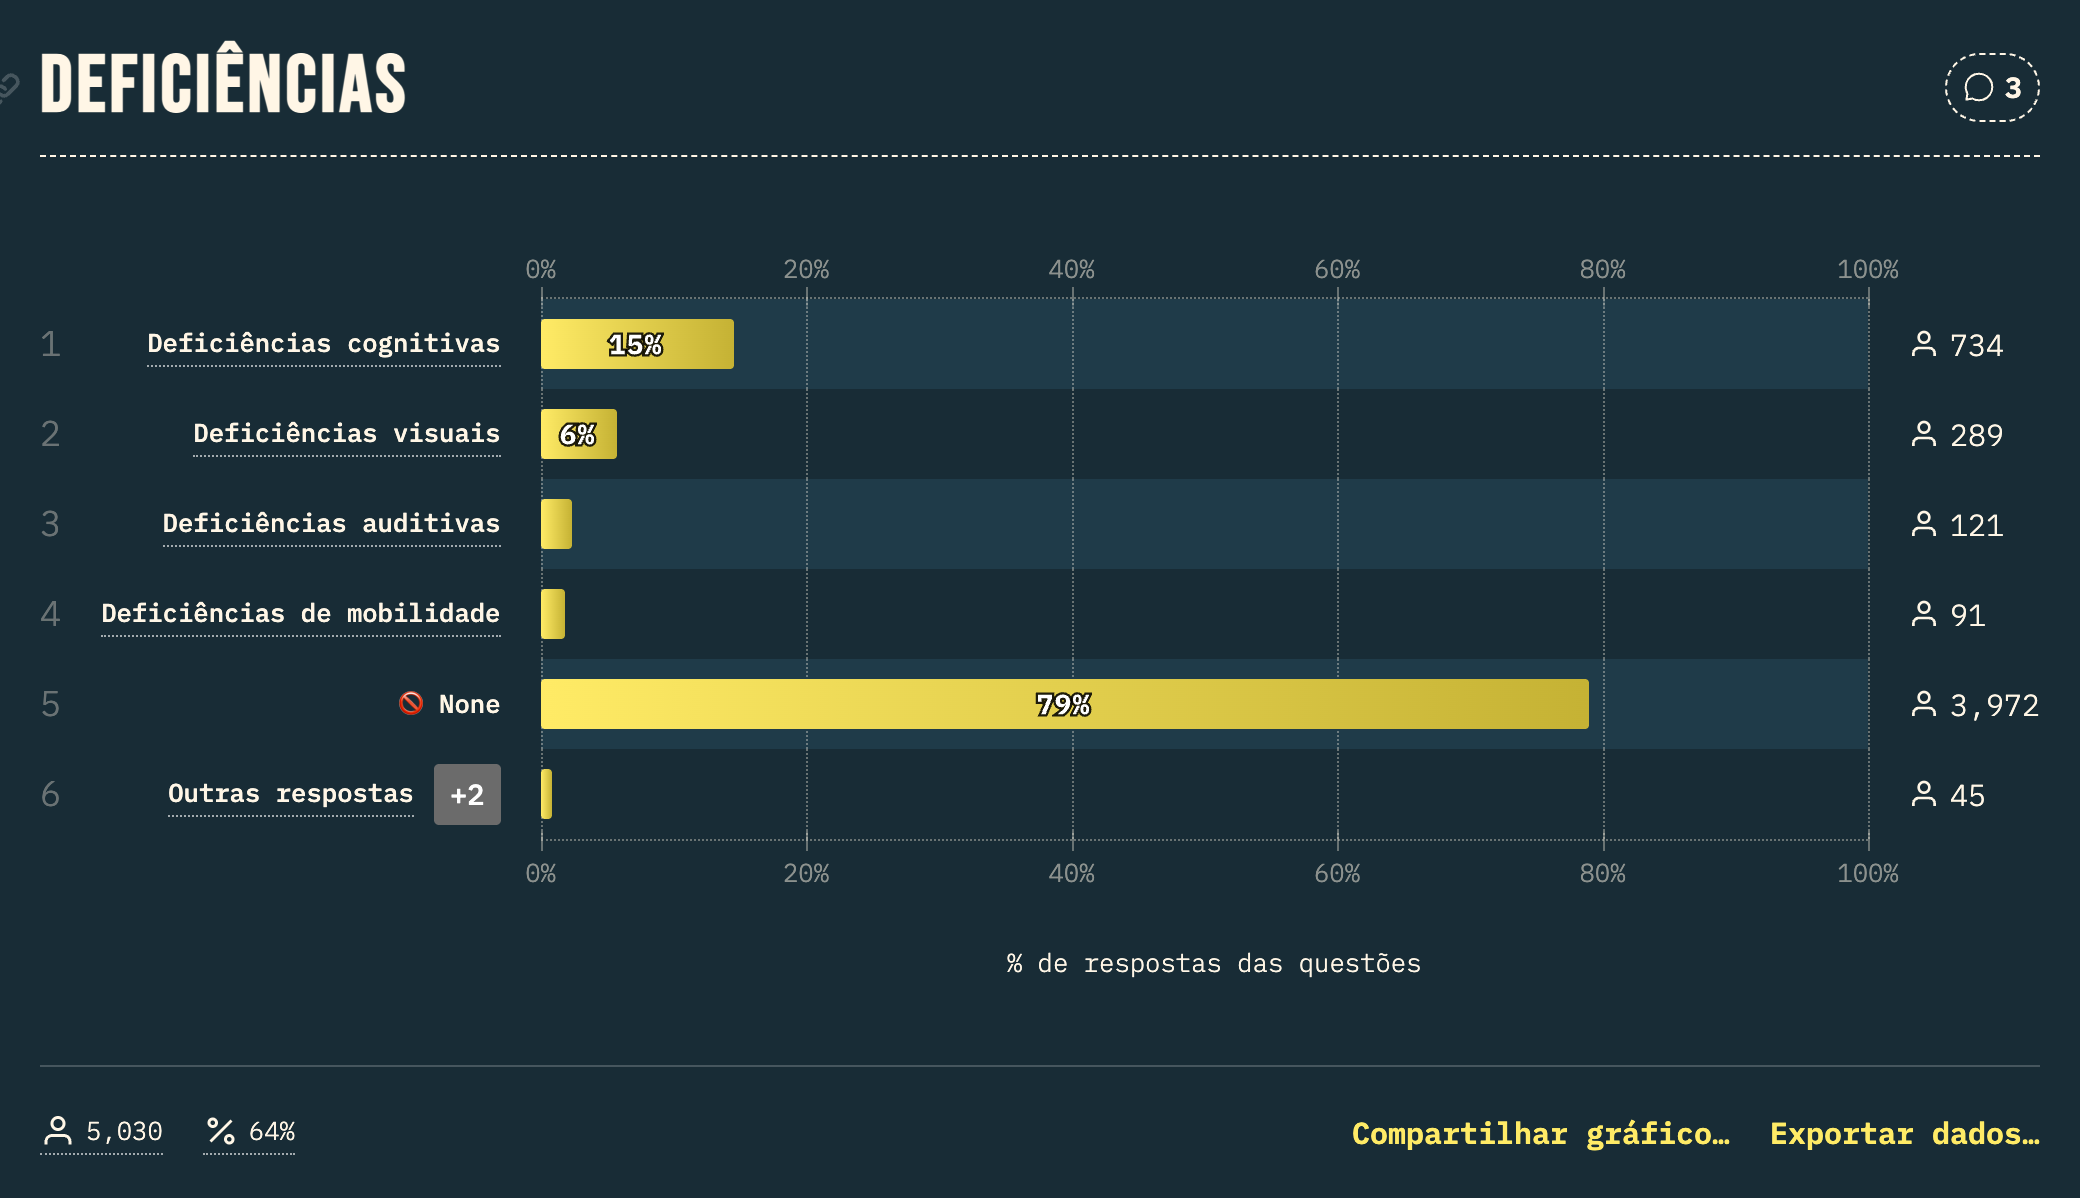 DEFICIÊNCIAS
3
0% 20% 40% 60% 80% 100%
1 Deficiências cognitivas 15% 734
2 Deficiências visuais 6% 289
3 Deficiências auditivas 121
4 Deficiências de mobilidade 91
5 None 79% 3,972
6 Outras respostas +2 45
0% 20% 40% 60% 80% 100%
% de respostas das questões
5,030 64% Compartilhar gráfico… Exportar dados…